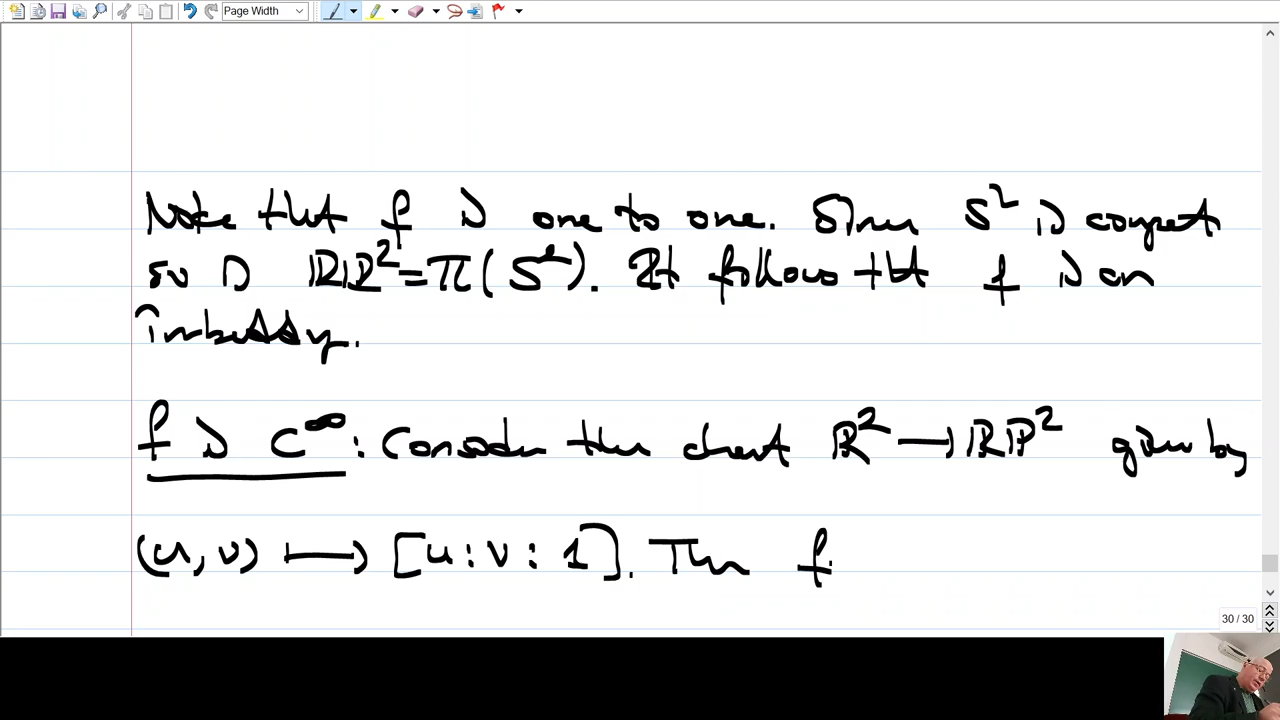 Page Width
Note that f is one to one. Since S² is compact
so is ℝP² = π(S²). It follows that f is an
imbedding.
f is C^∞: Consider the chart ℝ² → ℝP² given by
(u, v) ⟼ [u : v : 1]. Then f
30 / 30